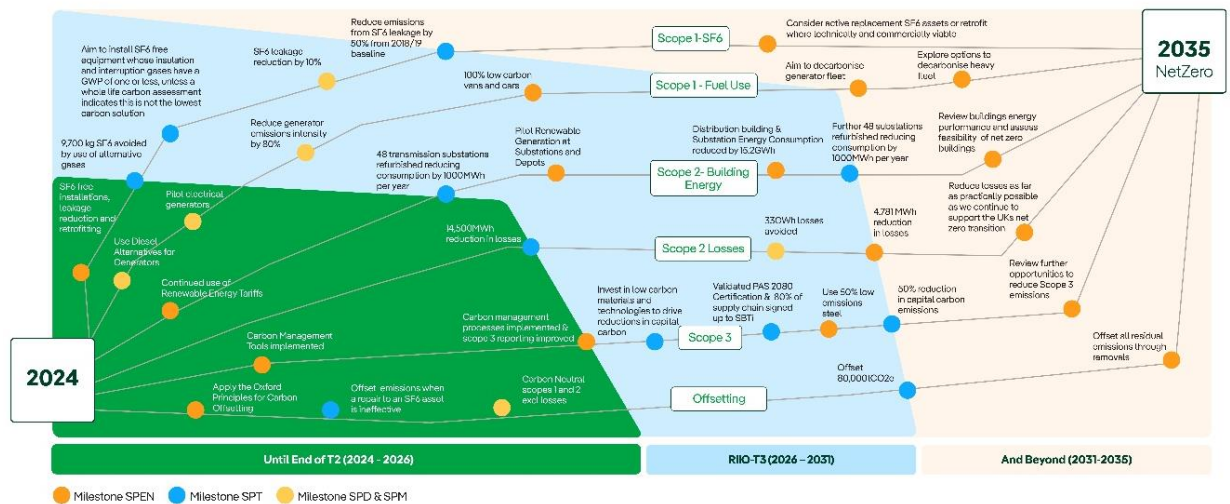 Reduce emissions
from SF6 leakage by
50% from 2018/19
baseline
Scope 1-SF6
Consider active replacement SF6 assets or retrofit
where technically and commercially viable
2035
NetZero
Aim to install SF6 free
equipment whose insulation
and interruption gases have a
GWP of one or less, unless a
whole life carbon assessment
indicates this is not the lowest
carbon solution
SF6 leakage
reduction by 10%
100% low carbon
vans and cars
Scope 1 - Fuel Use
Aim to decarbonise
generator fleet
Explore options to
decarbonise heavy
fluel
9,700 kg SF6 avoided
by use of alternative
gases
Reduce generator
emissions intensity
by 80%
48 transmission substations
refurbished reducing
consumption by 1000MWh
per year
Pilot Renewable
Generation at
Substations and
Depots
Scope 2- Building
Energy
Distribution building &
Substation Energy Consumption
reduced by 15.2GWh
Further 48 substations
refurbished reducing
consumption by
1000MWh per year
Review buildings energy
performance and assess
feasibility of net zero
buildings
SF6 free
installations,
leakage
reduction and
retrofitting
Pilot electrical
generators
Use Diesel
Alternatives for
Generators
Continued use of
Renewable Energy Tariffs
14,500MWh
reduction in losses
Scope 2 Losses
330Wh losses
avoided
4,781 MWh
reduction
in losses
Reduce losses as far
as practically possible
as we continue to
support the UKs net
zero transition
Carbon Management
Tools implemented
Carbon management
processes implemented &
scope 3 reporting improved
Invest in low carbon
materials and
technologies to drive
reductions in capital
carbon
Scope 3
Validated PAS 2080
Certification & 80% of
supply chain signed
up to SBTi
Use 50% low
emissions
steel
50% reduction
in capital carbon
emissions
Review further
opportunities to
reduce Scope 3
emissions
2024
Apply the Oxford
Principles for Carbon
Offsetting
Offset emissions when
a repair to an SF6 asset
is ineffective
Carbon Neutral
scopes 1 and 2
excl losses
Offsetting
Offset
80,000tCO2e
Offset all residual
emissions through
removals
Until End of T2 (2024 - 2026)
RIIO-T3 (2026 – 2031)
And Beyond (2031-2035)
Milestone SPEN
Milestone SPT
Milestone SPD & SPM